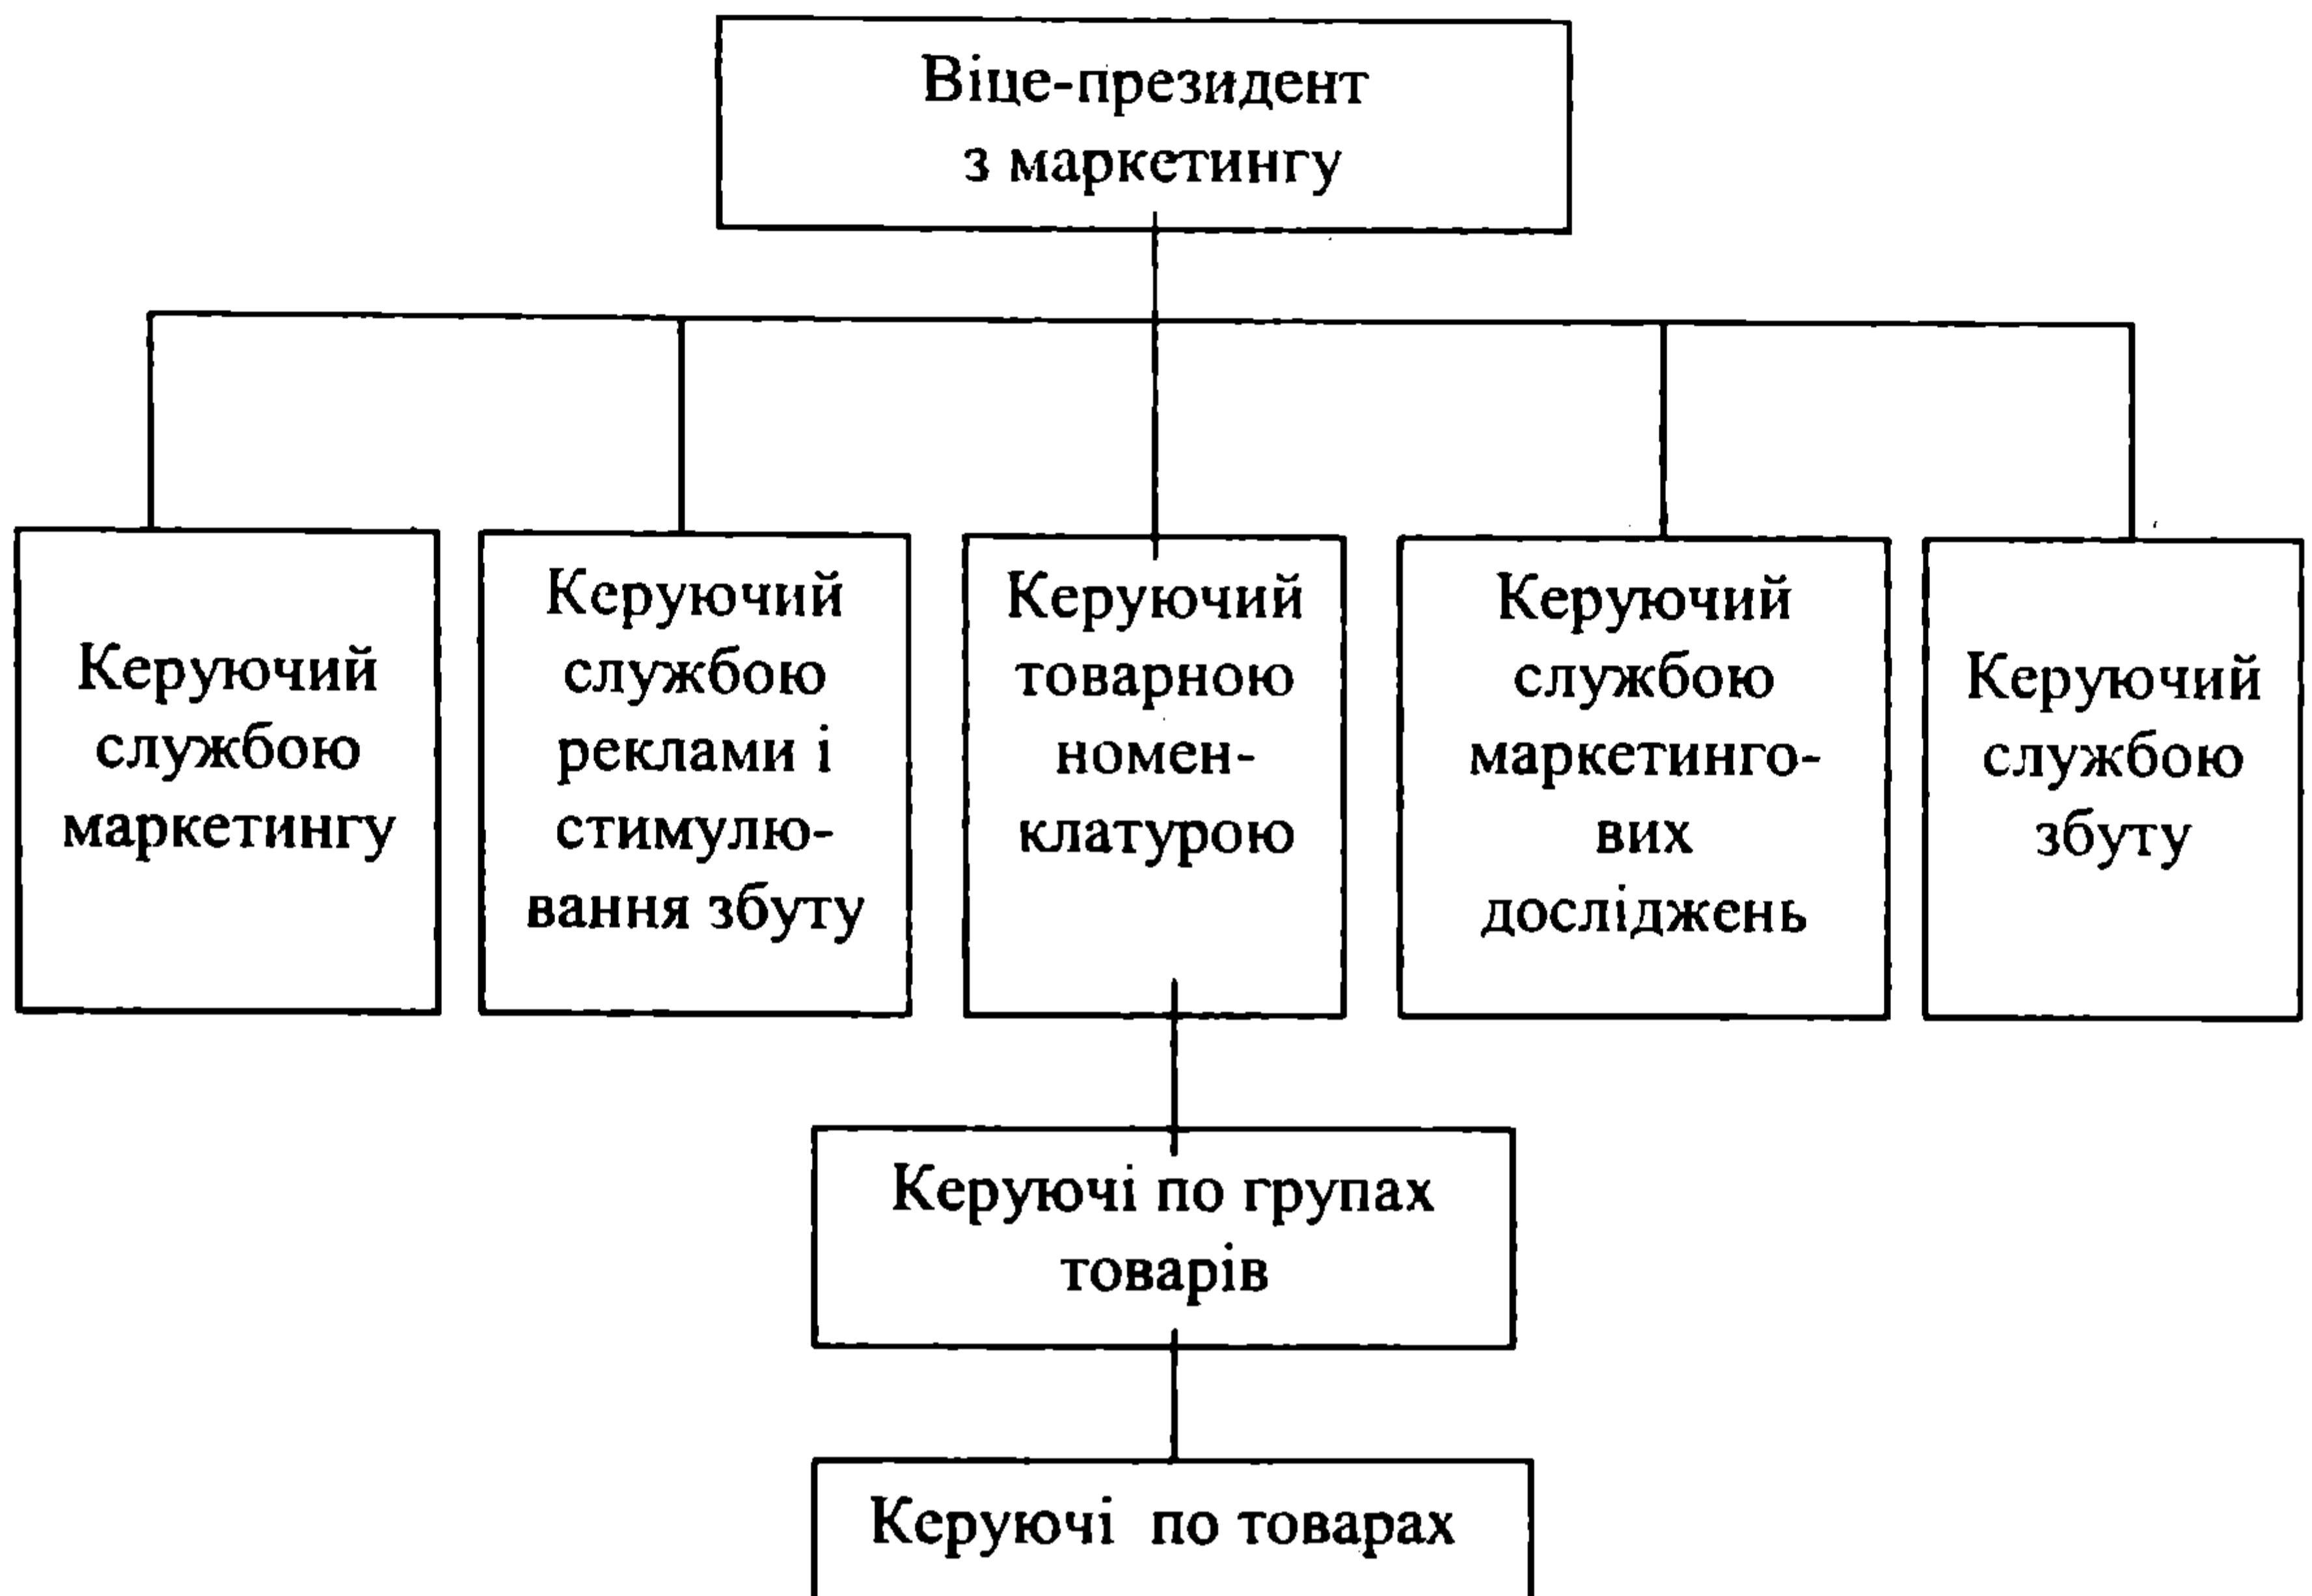 Віце-президент
з маркетингу
Керуючий
службою
маркетингу
Керуючий
службою
реклами і
стимулю-
вання збуту
Керуючий
товарною
номен-
клатурою
Керуючий
службою
маркетинго-
вих
досліджень
Керуючий
службою
збуту
Керуючі по групах
товарів
Керуючі по товарах